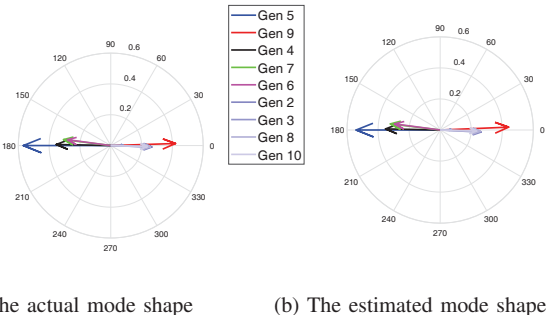 90
0.6
120
60
0.4
150
30
0.2
180
0
210
330
240
300
270
Gen 5
Gen 9
Gen 4
Gen 7
Gen 6
Gen 2
Gen 3
Gen 8
Gen 10
90
0.6
120
60
0.4
150
30
0.2
180
0
210
330
240
300
270
he actual mode shape
(b) The estimated mode shape